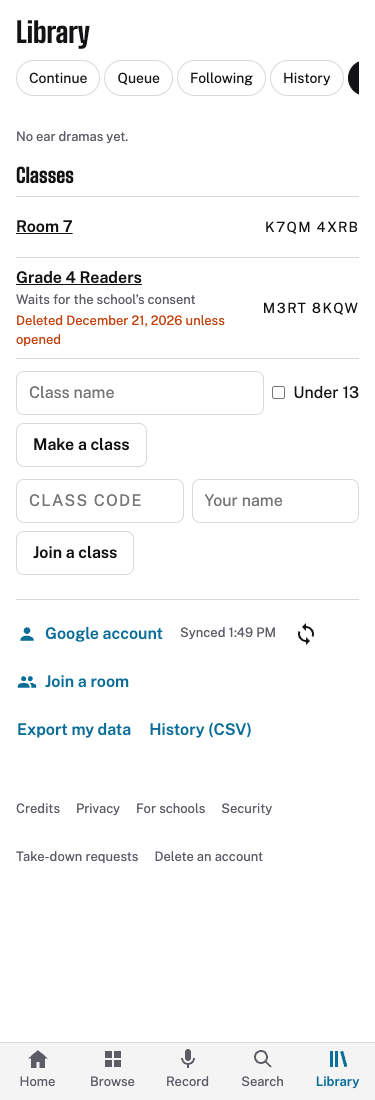 Library
Continue
Queue
Following
History
No ear dramas yet.
Classes
Room 7
K7QM 4XRB
Grade 4 Readers
Waits for the school's consent
Deleted December 21, 2026 unless
opened
M3RT 8KQW
Class name
Under 13
Make a class
CLASS CODE
Your name
Join a class
Google account
Synced 1:49 PM
Join a room
Export my data
History (CSV)
Credits
Privacy
For schools
Security
Take-down requests
Delete an account
Home
Browse
Record
Search
Library